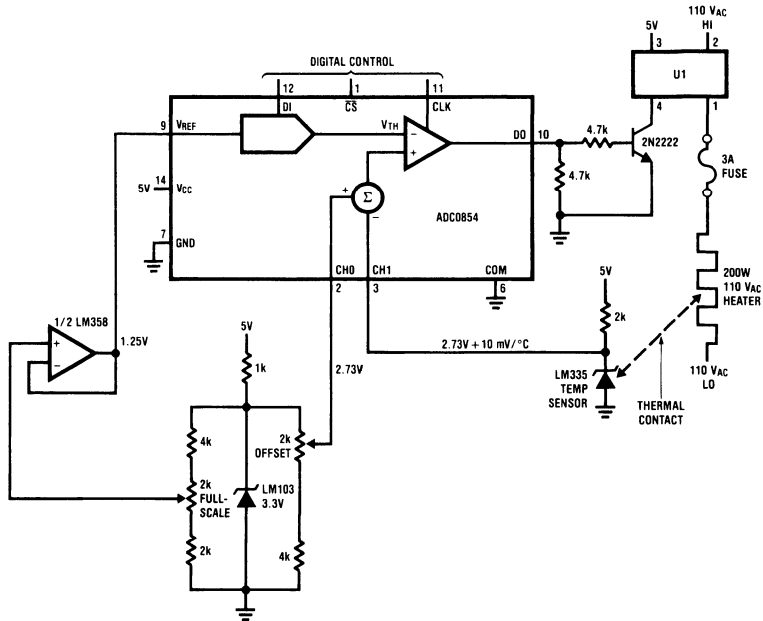 110 VAC
HI
5V
3
2
U1
4
1
DIGITAL CONTROL
12
1
11
DI
CS
CLK
9
VREF
VTH
−
+
DO
10
4.7k
2N2222
4.7k
3A
FUSE
5V
14
VCC
+
Σ
−
ADC0854
7
GND
CH0
CH1
COM
2
3
6
5V
200W
110 VAC
HEATER
2k
1/2 LM358
+
−
1.25V
5V
1k
2.73V
2.73V + 10 mV/°C
LM335
TEMP
SENSOR
110 VAC
LO
THERMAL
CONTACT
4k
2k
OFFSET
2k
FULL-
SCALE
LM103
3.3V
2k
4k